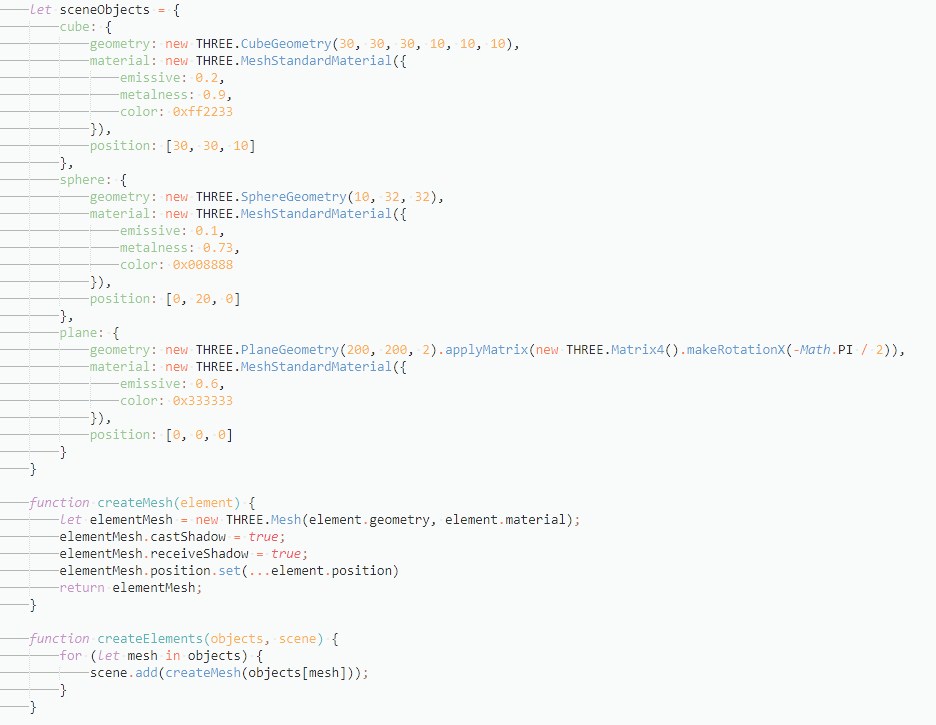 let sceneObjects = {
cube: {
geometry: new THREE.CubeGeometry(30, 30, 30, 10, 10, 10),
material: new THREE.MeshStandardMaterial({
emissive: 0.2,
metalness: 0.9,
color: 0xff2233
}),
position: [30, 30, 10]
},
sphere: {
geometry: new THREE.SphereGeometry(10, 32, 32),
material: new THREE.MeshStandardMaterial({
emissive: 0.1,
metalness: 0.73,
color: 0x008888
}),
position: [0, 20, 0]
},
plane: {
geometry: new THREE.PlaneGeometry(200, 200, 2).applyMatrix(new THREE.Matrix4().makeRotationX(-Math.PI / 2)),
material: new THREE.MeshStandardMaterial({
emissive: 0.6,
color: 0x333333
}),
position: [0, 0, 0]
}
}
function createMesh(element) {
let elementMesh = new THREE.Mesh(element.geometry, element.material);
elementMesh.castShadow = true;
elementMesh.receiveShadow = true;
elementMesh.position.set(...element.position)
return elementMesh;
}
function createElements(objects, scene) {
for (let mesh in objects) {
scene.add(createMesh(objects[mesh]));
}
}